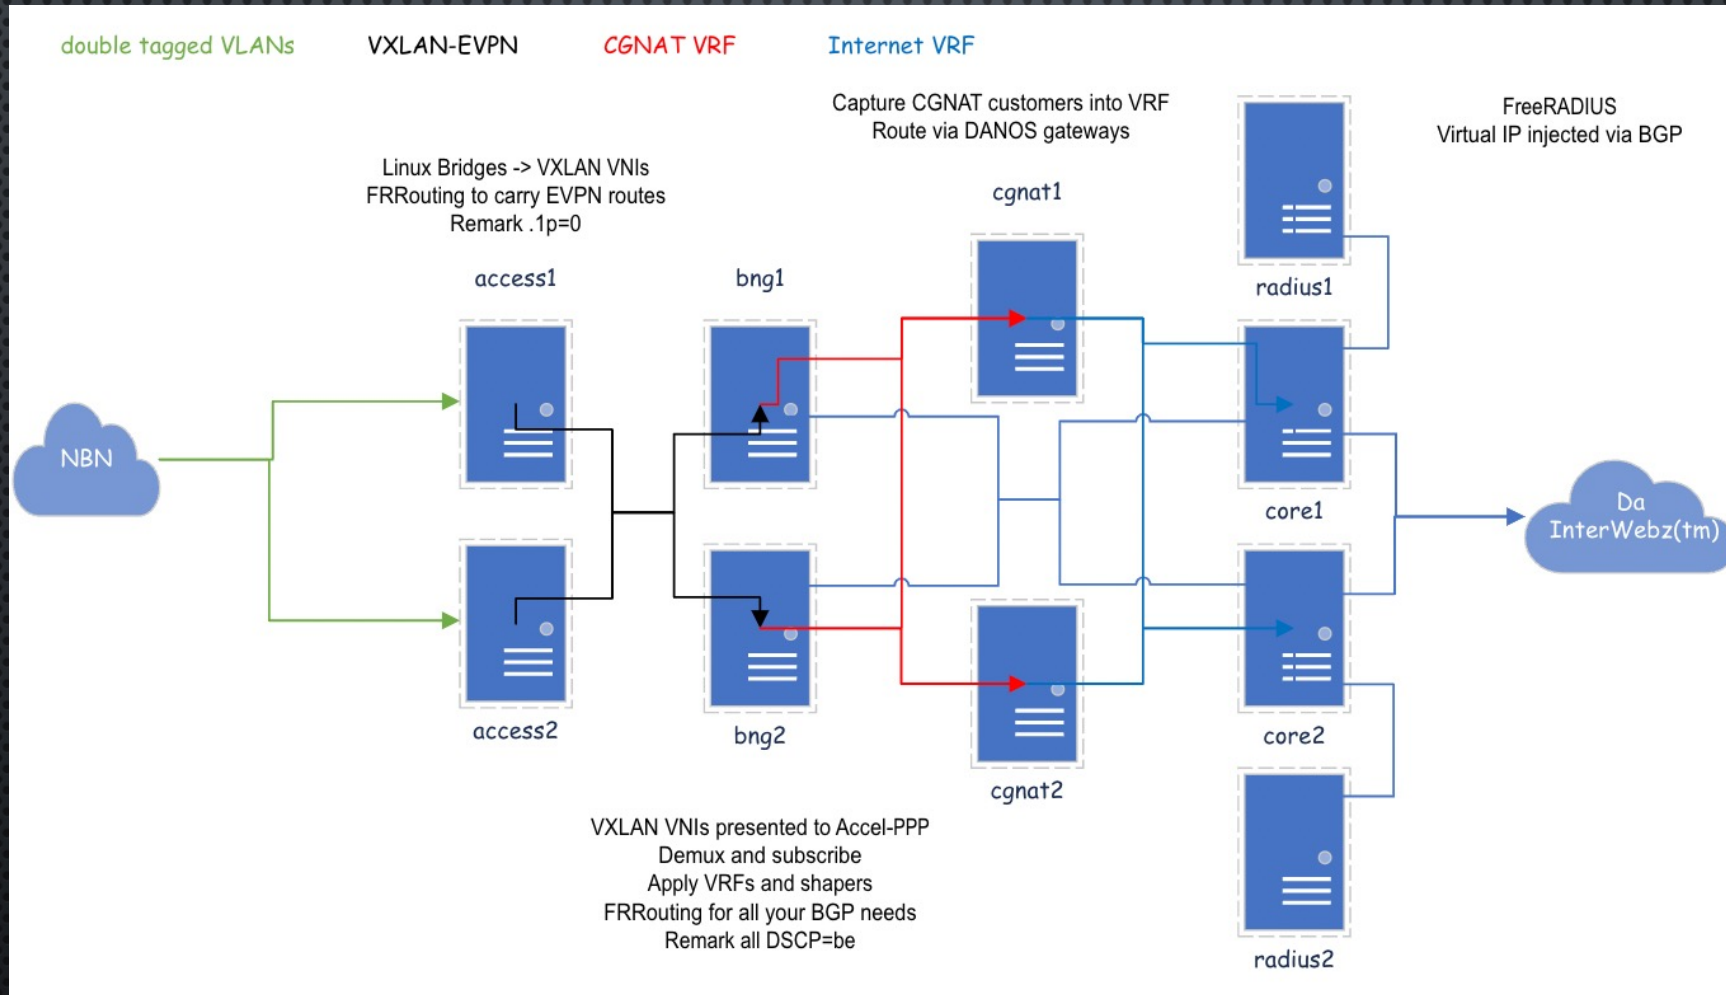 double tagged VLANs
VXLAN-EVPN
CGNAT VRF
Internet VRF
Capture CGNAT customers into VRF
Route via DANOS gateways
FreeRADIUS
Virtual IP injected via BGP
Linux Bridges -> VXLAN VNIs
FRRouting to carry EVPN routes
Remark .1p=0
cgnat1
access1
bng1
radius1
NBN
core1
Da
InterWebz(tm)
access2
bng2
core2
cgnat2
VXLAN VNIs presented to Accel-PPP
Demux and subscribe
Apply VRFs and shapers
FRRouting for all your BGP needs
Remark all DSCP=be
radius2